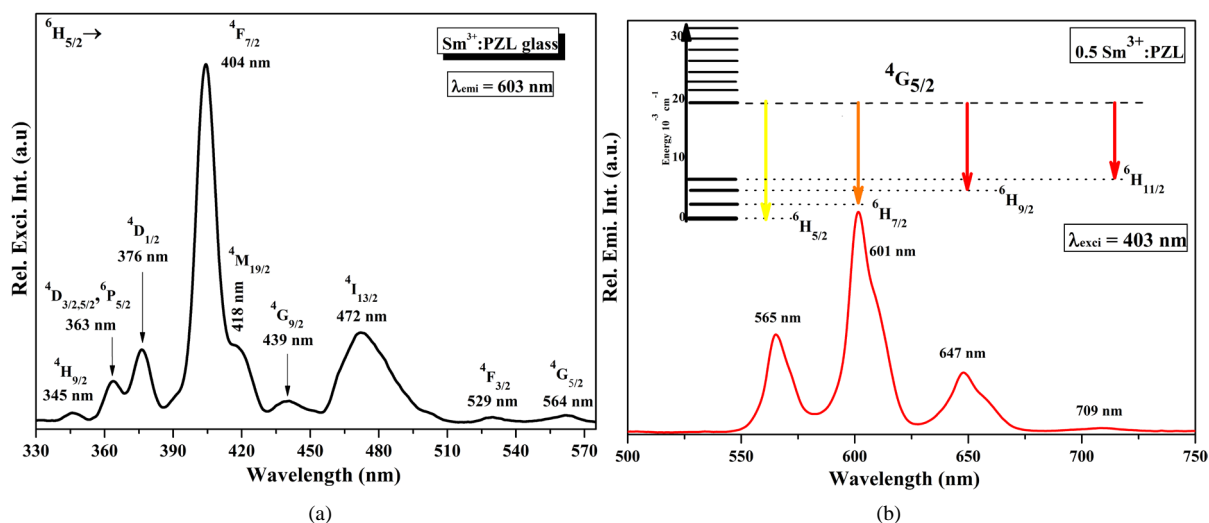 ⁶H₅/₂→
⁴F₇/₂
404 nm
Sm³⁺:PZL glass
λemi = 603 nm
⁴D₁/₂
376 nm
⁴M₁₉/₂
418 nm
⁴D₃/₂,₅/₂, ⁶P₅/₂
363 nm
⁴G₉/₂
439 nm
⁴I₁₃/₂
472 nm
⁴H₉/₂
345 nm
⁴F₃/₂
529 nm
⁴G₅/₂
564 nm
Rel. Exci. Int. (a.u)
330 360 390 420 450 480 510 540 570
Wavelength (nm)
(a)
30
20
10
0
Energy 10⁻³ cm⁻¹
0.5 Sm³⁺:PZL
⁴G₅/₂
⁶H₅/₂
⁶H₇/₂
⁶H₉/₂
⁶H₁₁/₂
λexci = 403 nm
565 nm
601 nm
647 nm
709 nm
Rel. Emi. Int. (a.u.)
500 550 600 650 700 750
Wavelength (nm)
(b)